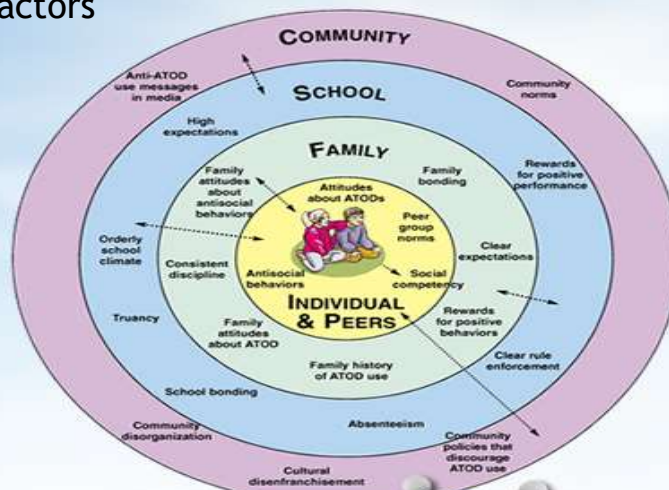 actors
COMMUNITY
Anti-ATOD
use messages
in media
Community
norms
SCHOOL
High
expectations
Rewards
for positive
performance
FAMILY
Family
attitudes
about
antisocial
behaviors
Family
bonding
Attitudes
about ATODs
Peer
group
norms
Orderly
school
climate
Consistent
discipline
Clear
expectations
Antisocial
behaviors
Social
competency
INDIVIDUAL
& PEERS
Truancy
Family
attitudes
about ATOD
Rewards
for positive
behaviors
Family history
of ATOD use
Clear rule
enforcement
School bonding
Absenteeism
Community
disorganization
Community
policies that
discourage
ATOD use
Cultural
disenfranchisement